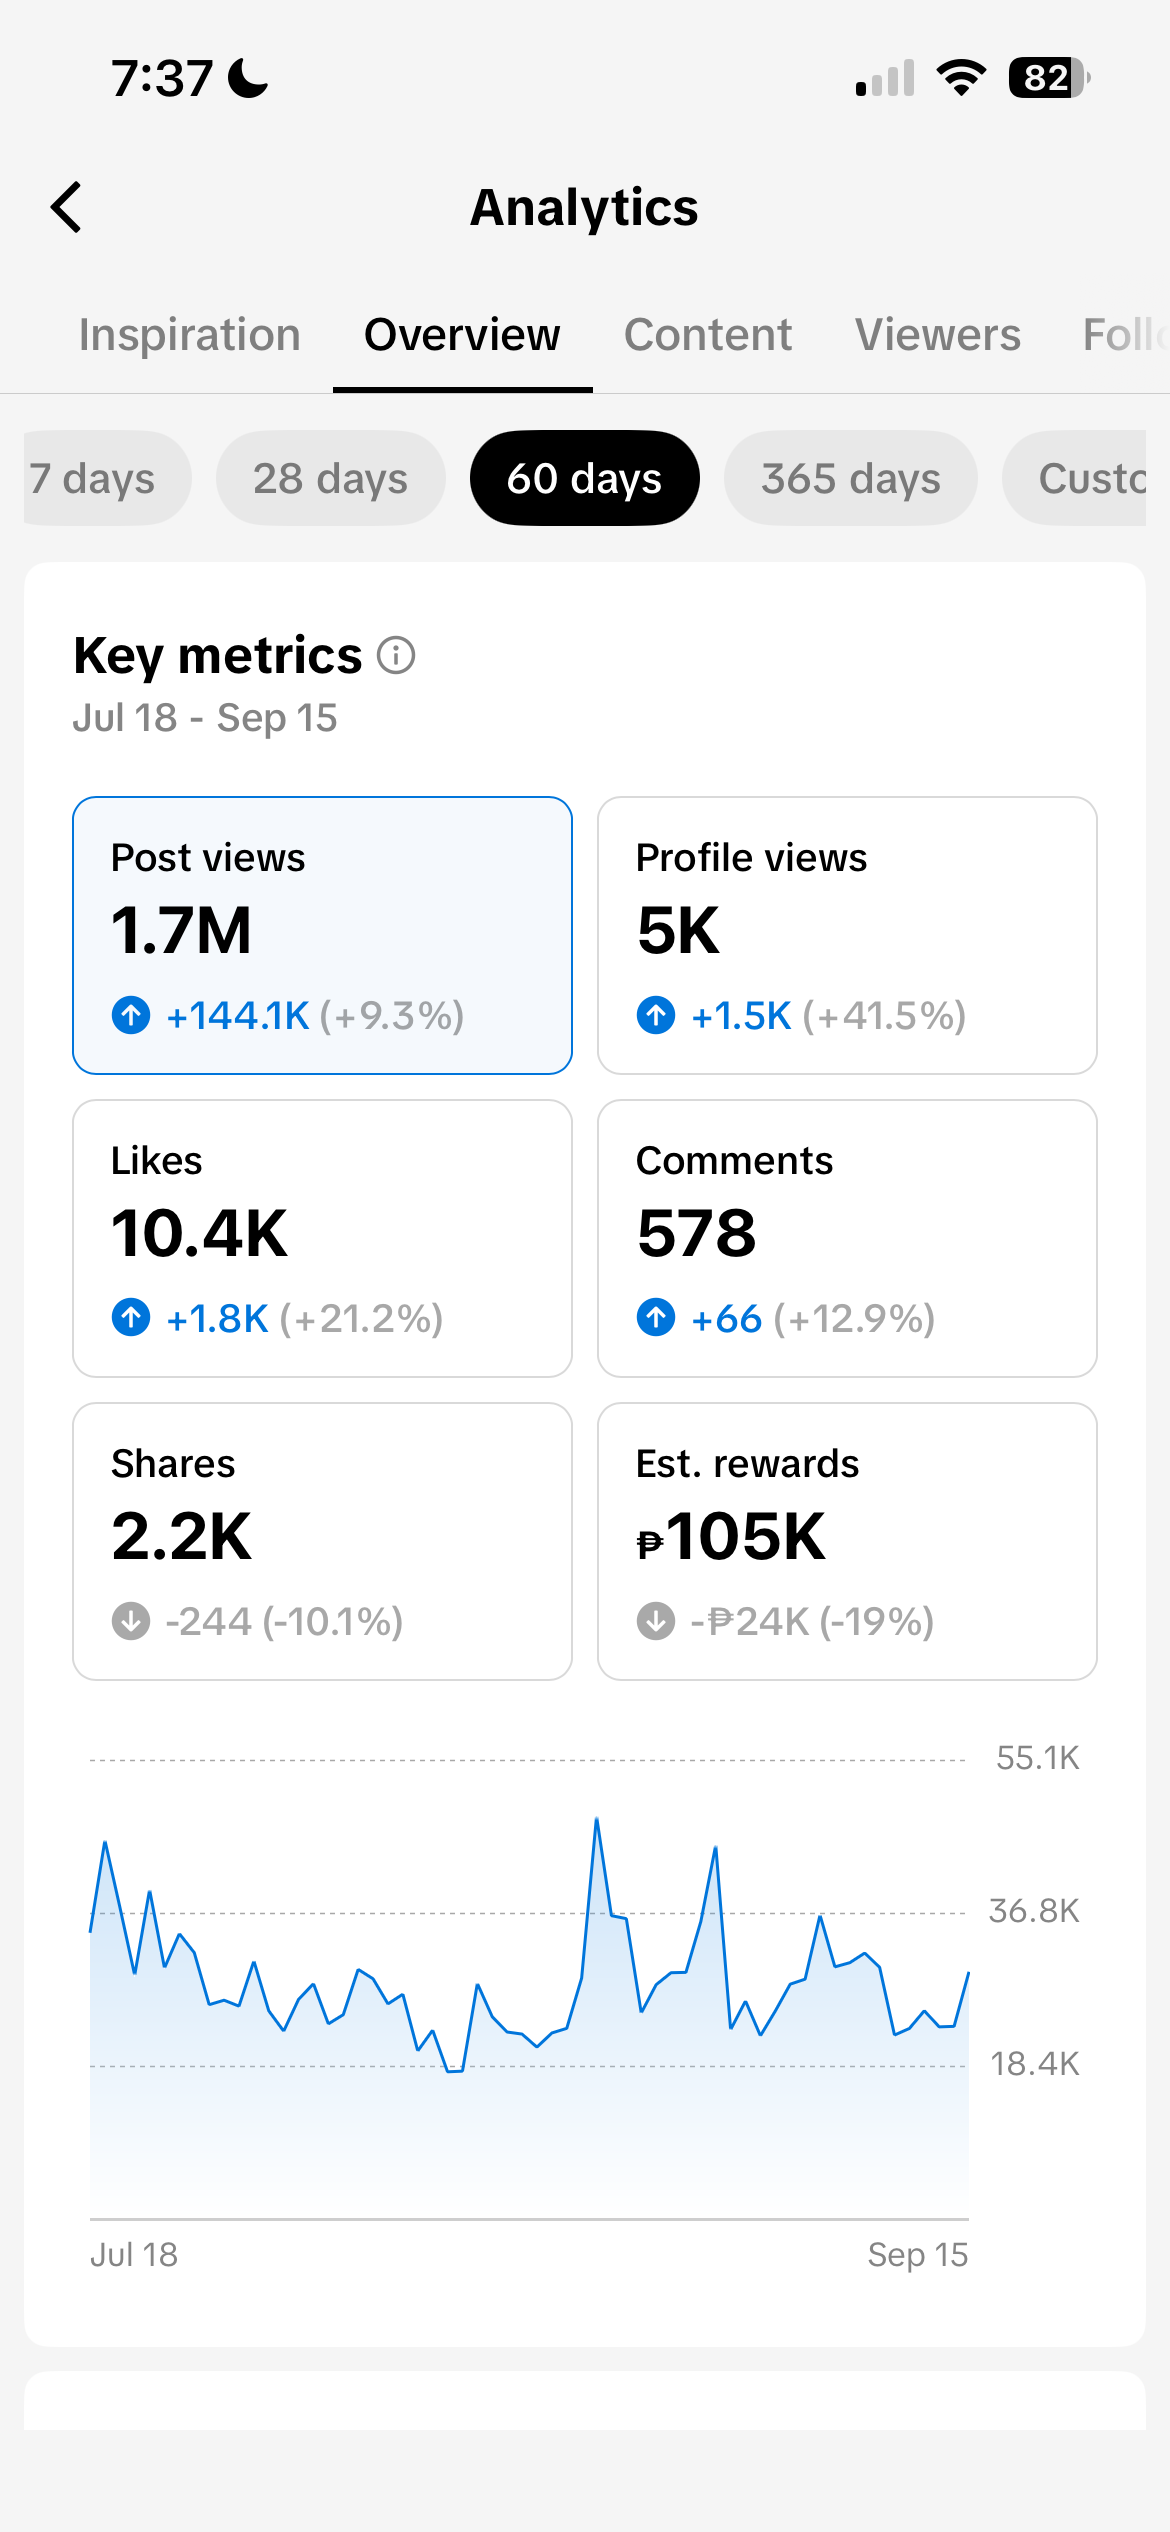 7:37
82
Analytics
Inspiration Overview Content Viewers
7 days 28 days 60 days 365 days
Key metrics
Jul 18 - Sep 15
Post views
1.7M
+144.1K (+9.3%)
Profile views
5K
+1.5K (+41.5%)
Likes
10.4K
+1.8K (+21.2%)
Comments
578
+66 (+12.9%)
Shares
2.2K
-244 (-10.1%)
Est. rewards
₱105K
-₱24K (-19%)
55.1K
36.8K
18.4K
Jul 18 Sep 15